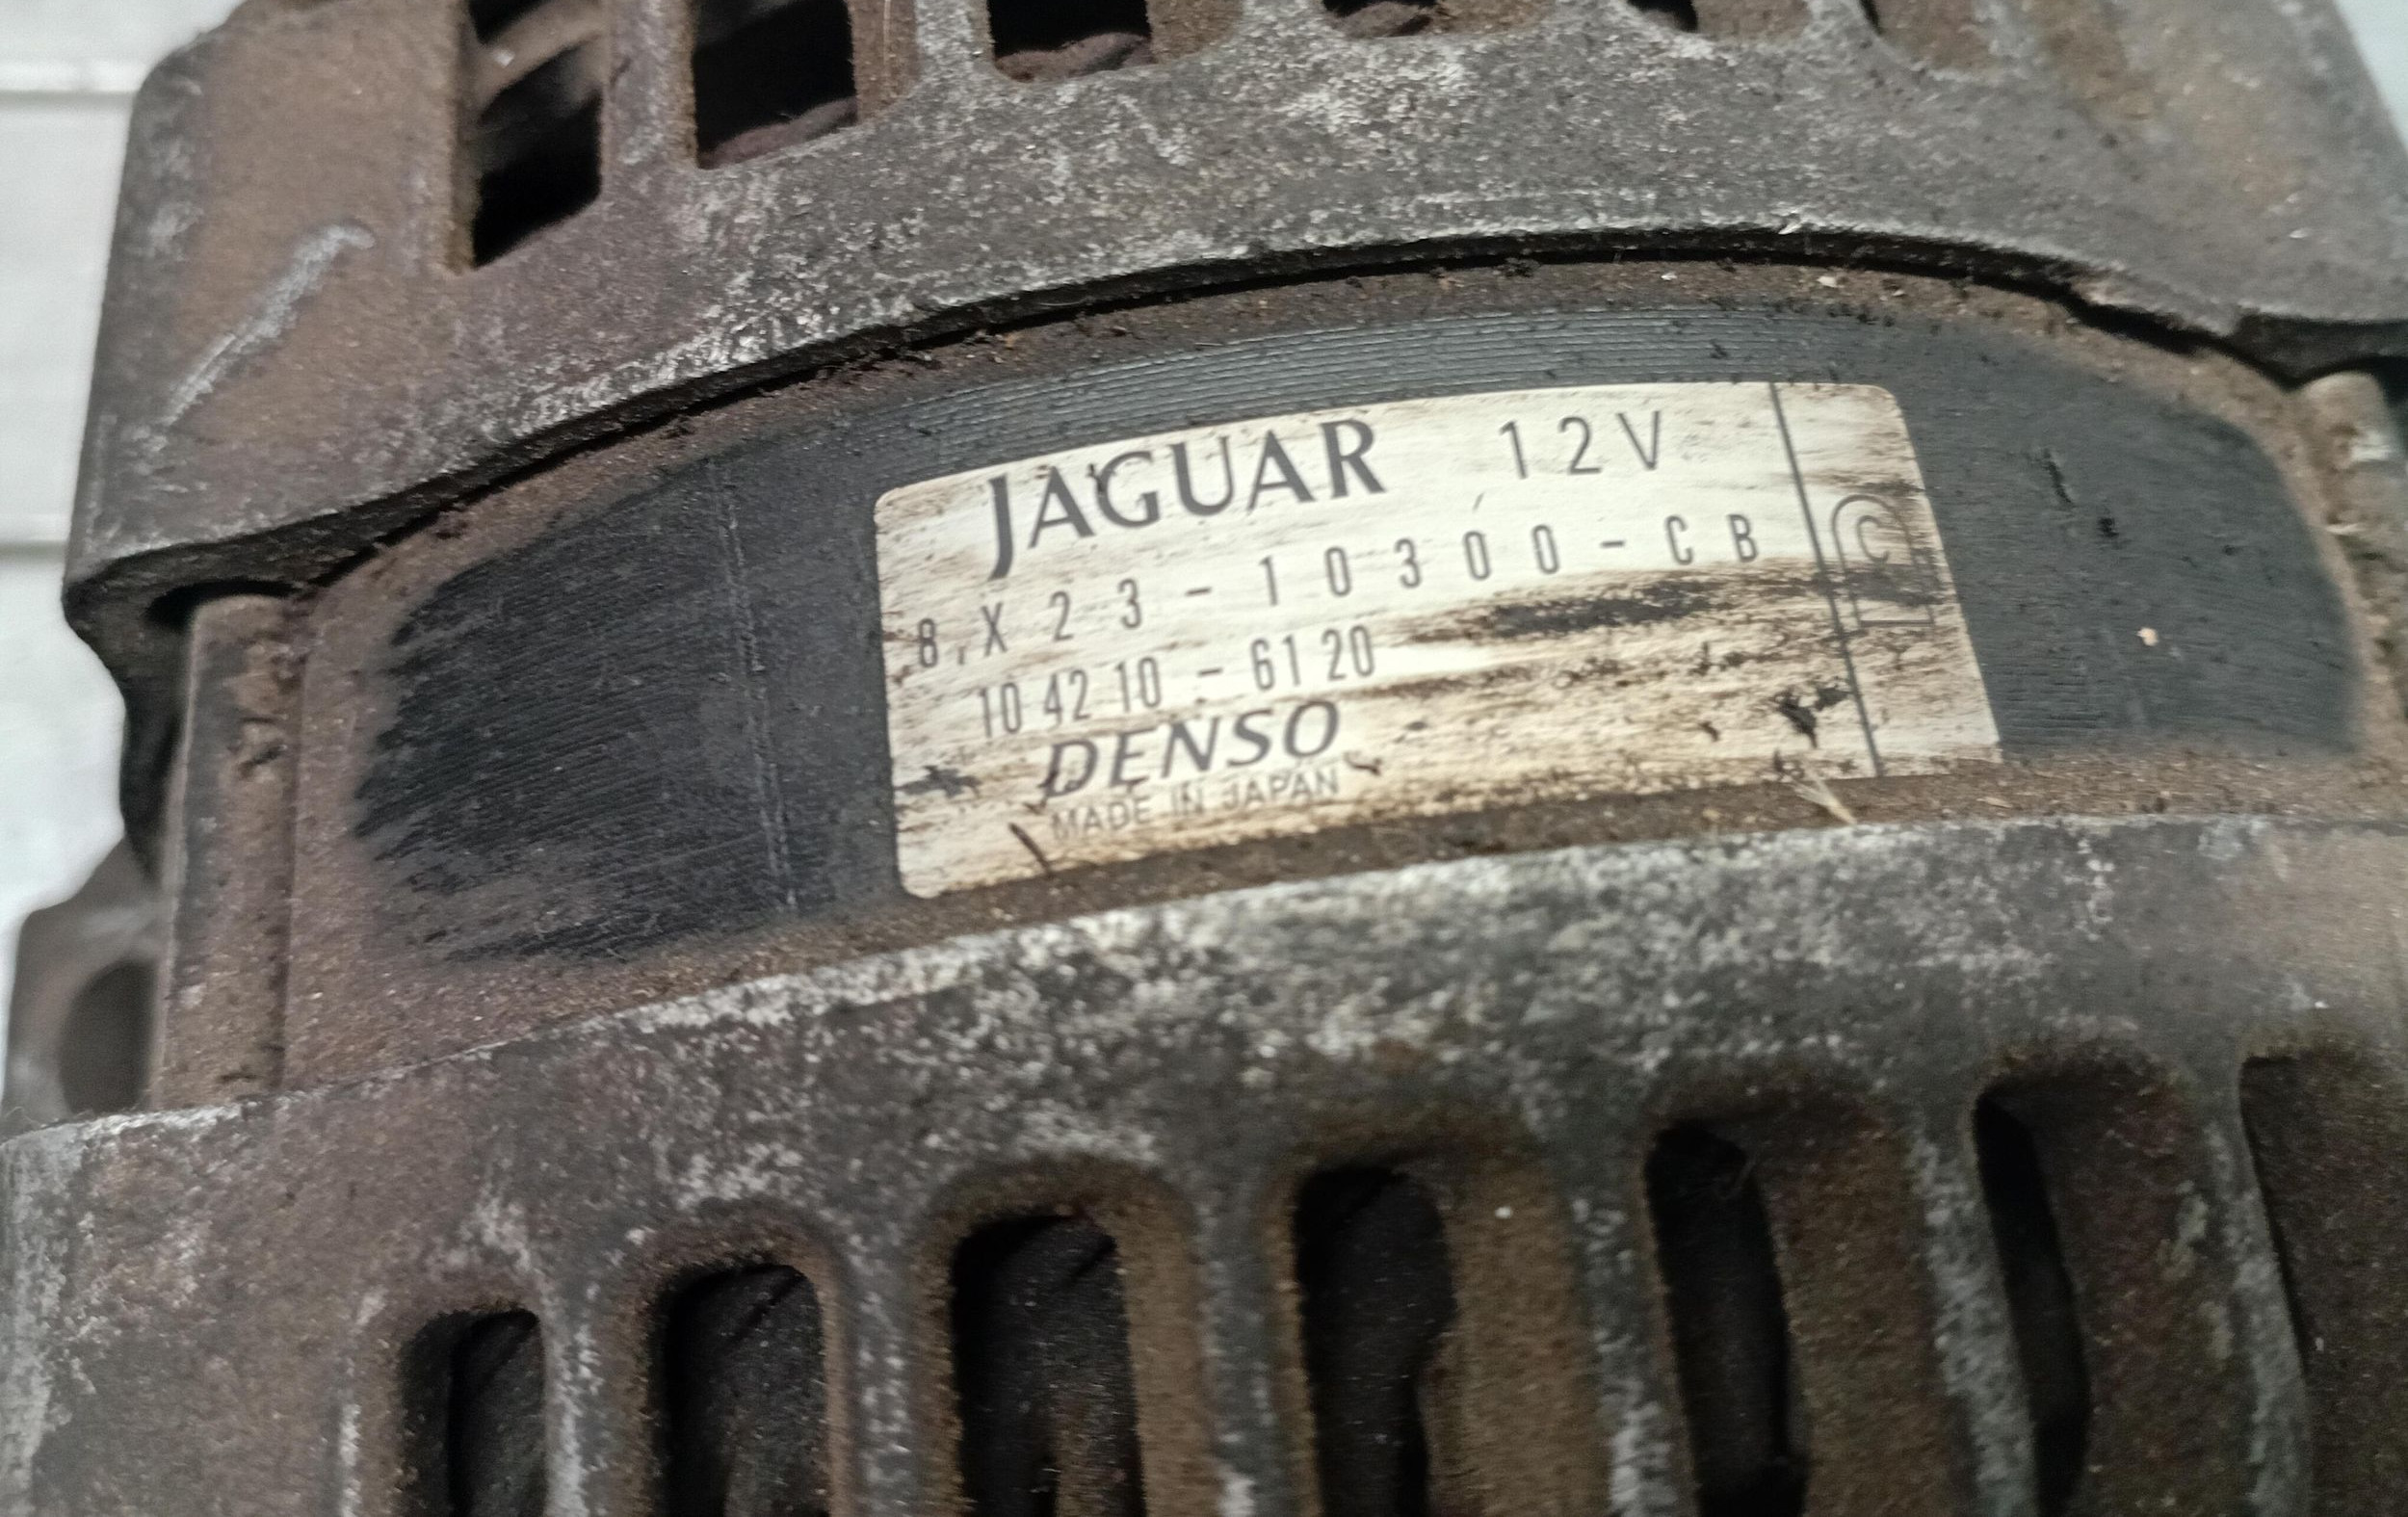 JAGUAR 12V
8X23-10300-CB
104210-6120
DENSO
MADE IN JAPAN
C